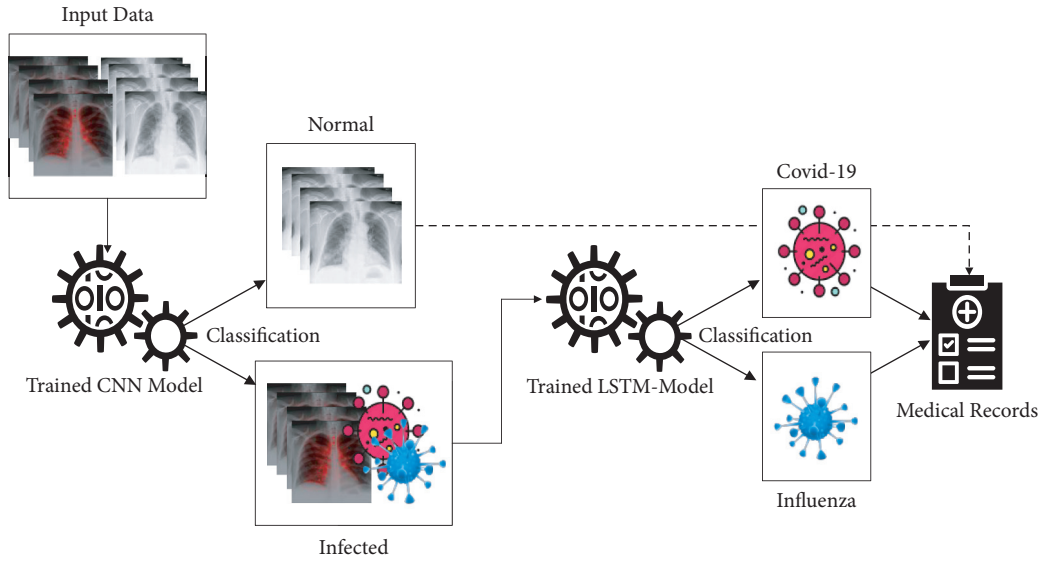 Input Data
Normal
Covid-19
Classification
Trained CNN Model
Classification
Trained LSTM-Model
Medical Records
Infected
Influenza